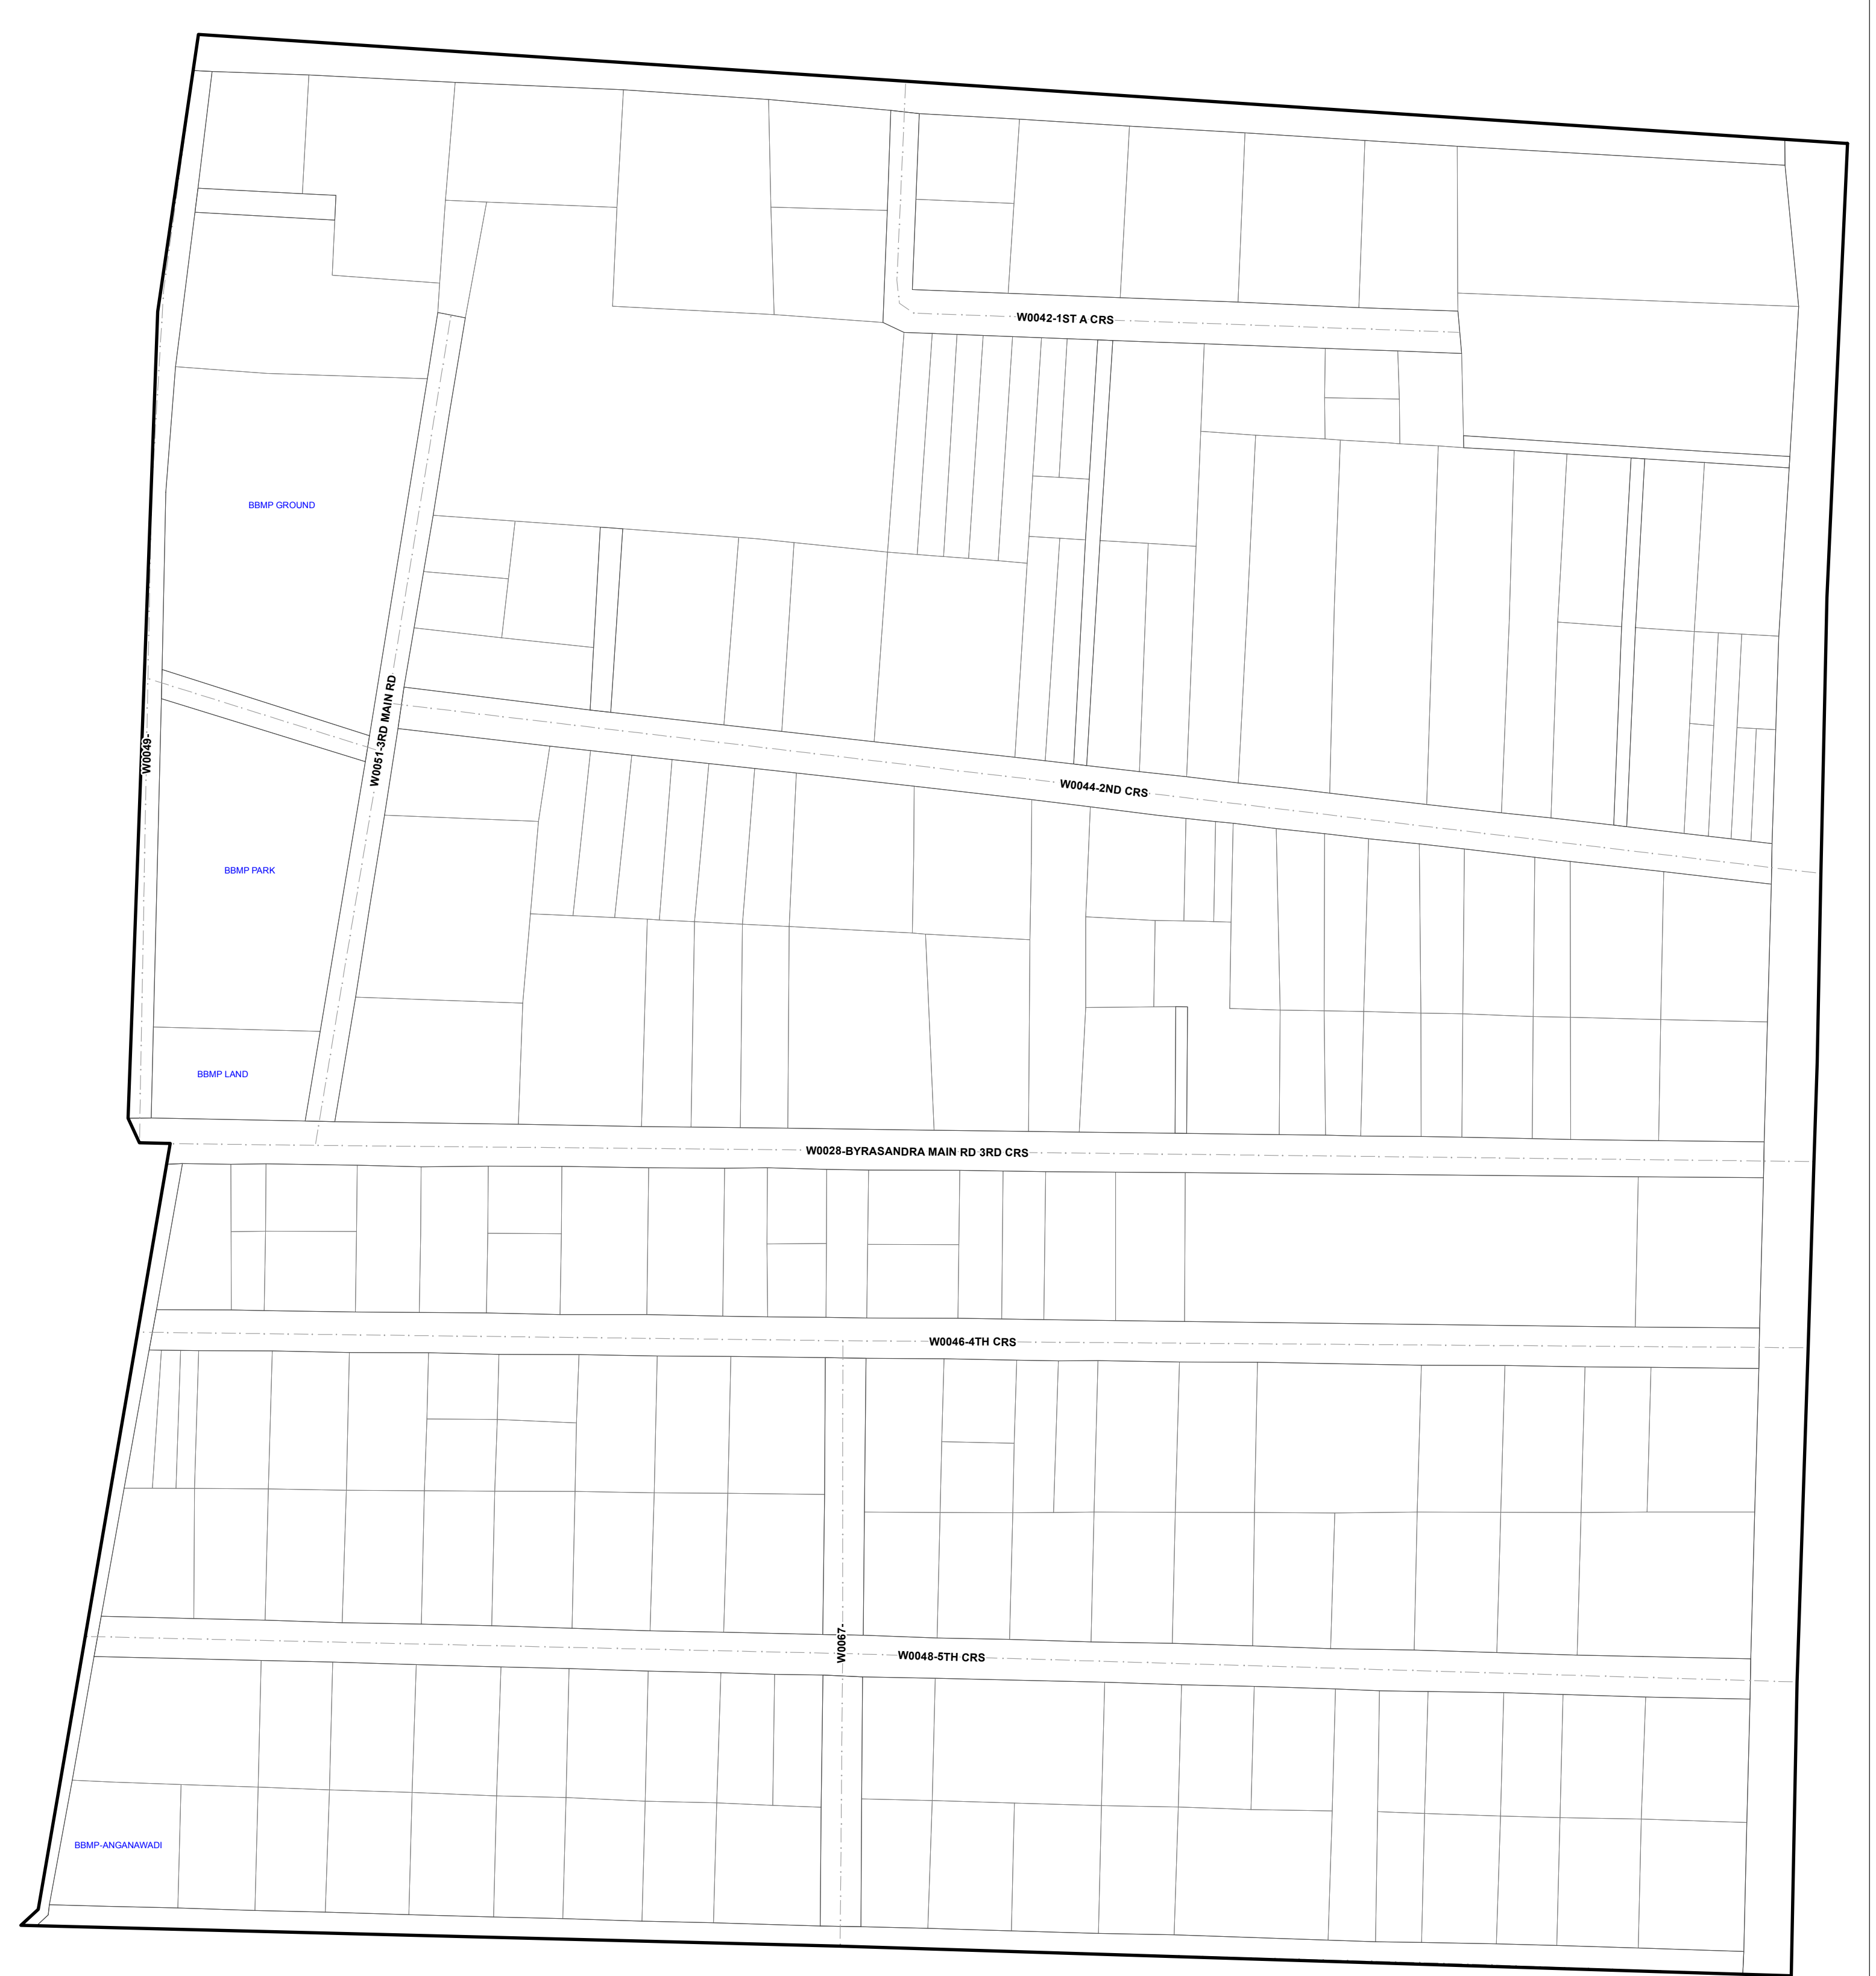 W0042-1ST A CRS
BBMP GROUND
W0051-3RD MAIN RD
W0049-
W0044-2ND CRS
BBMP PARK
BBMP LAND
W0028-BYRASANDRA MAIN RD 3RD CRS
W0046-4TH CRS
W0067-
W0048-5TH CRS
BBMP-ANGANAWADI